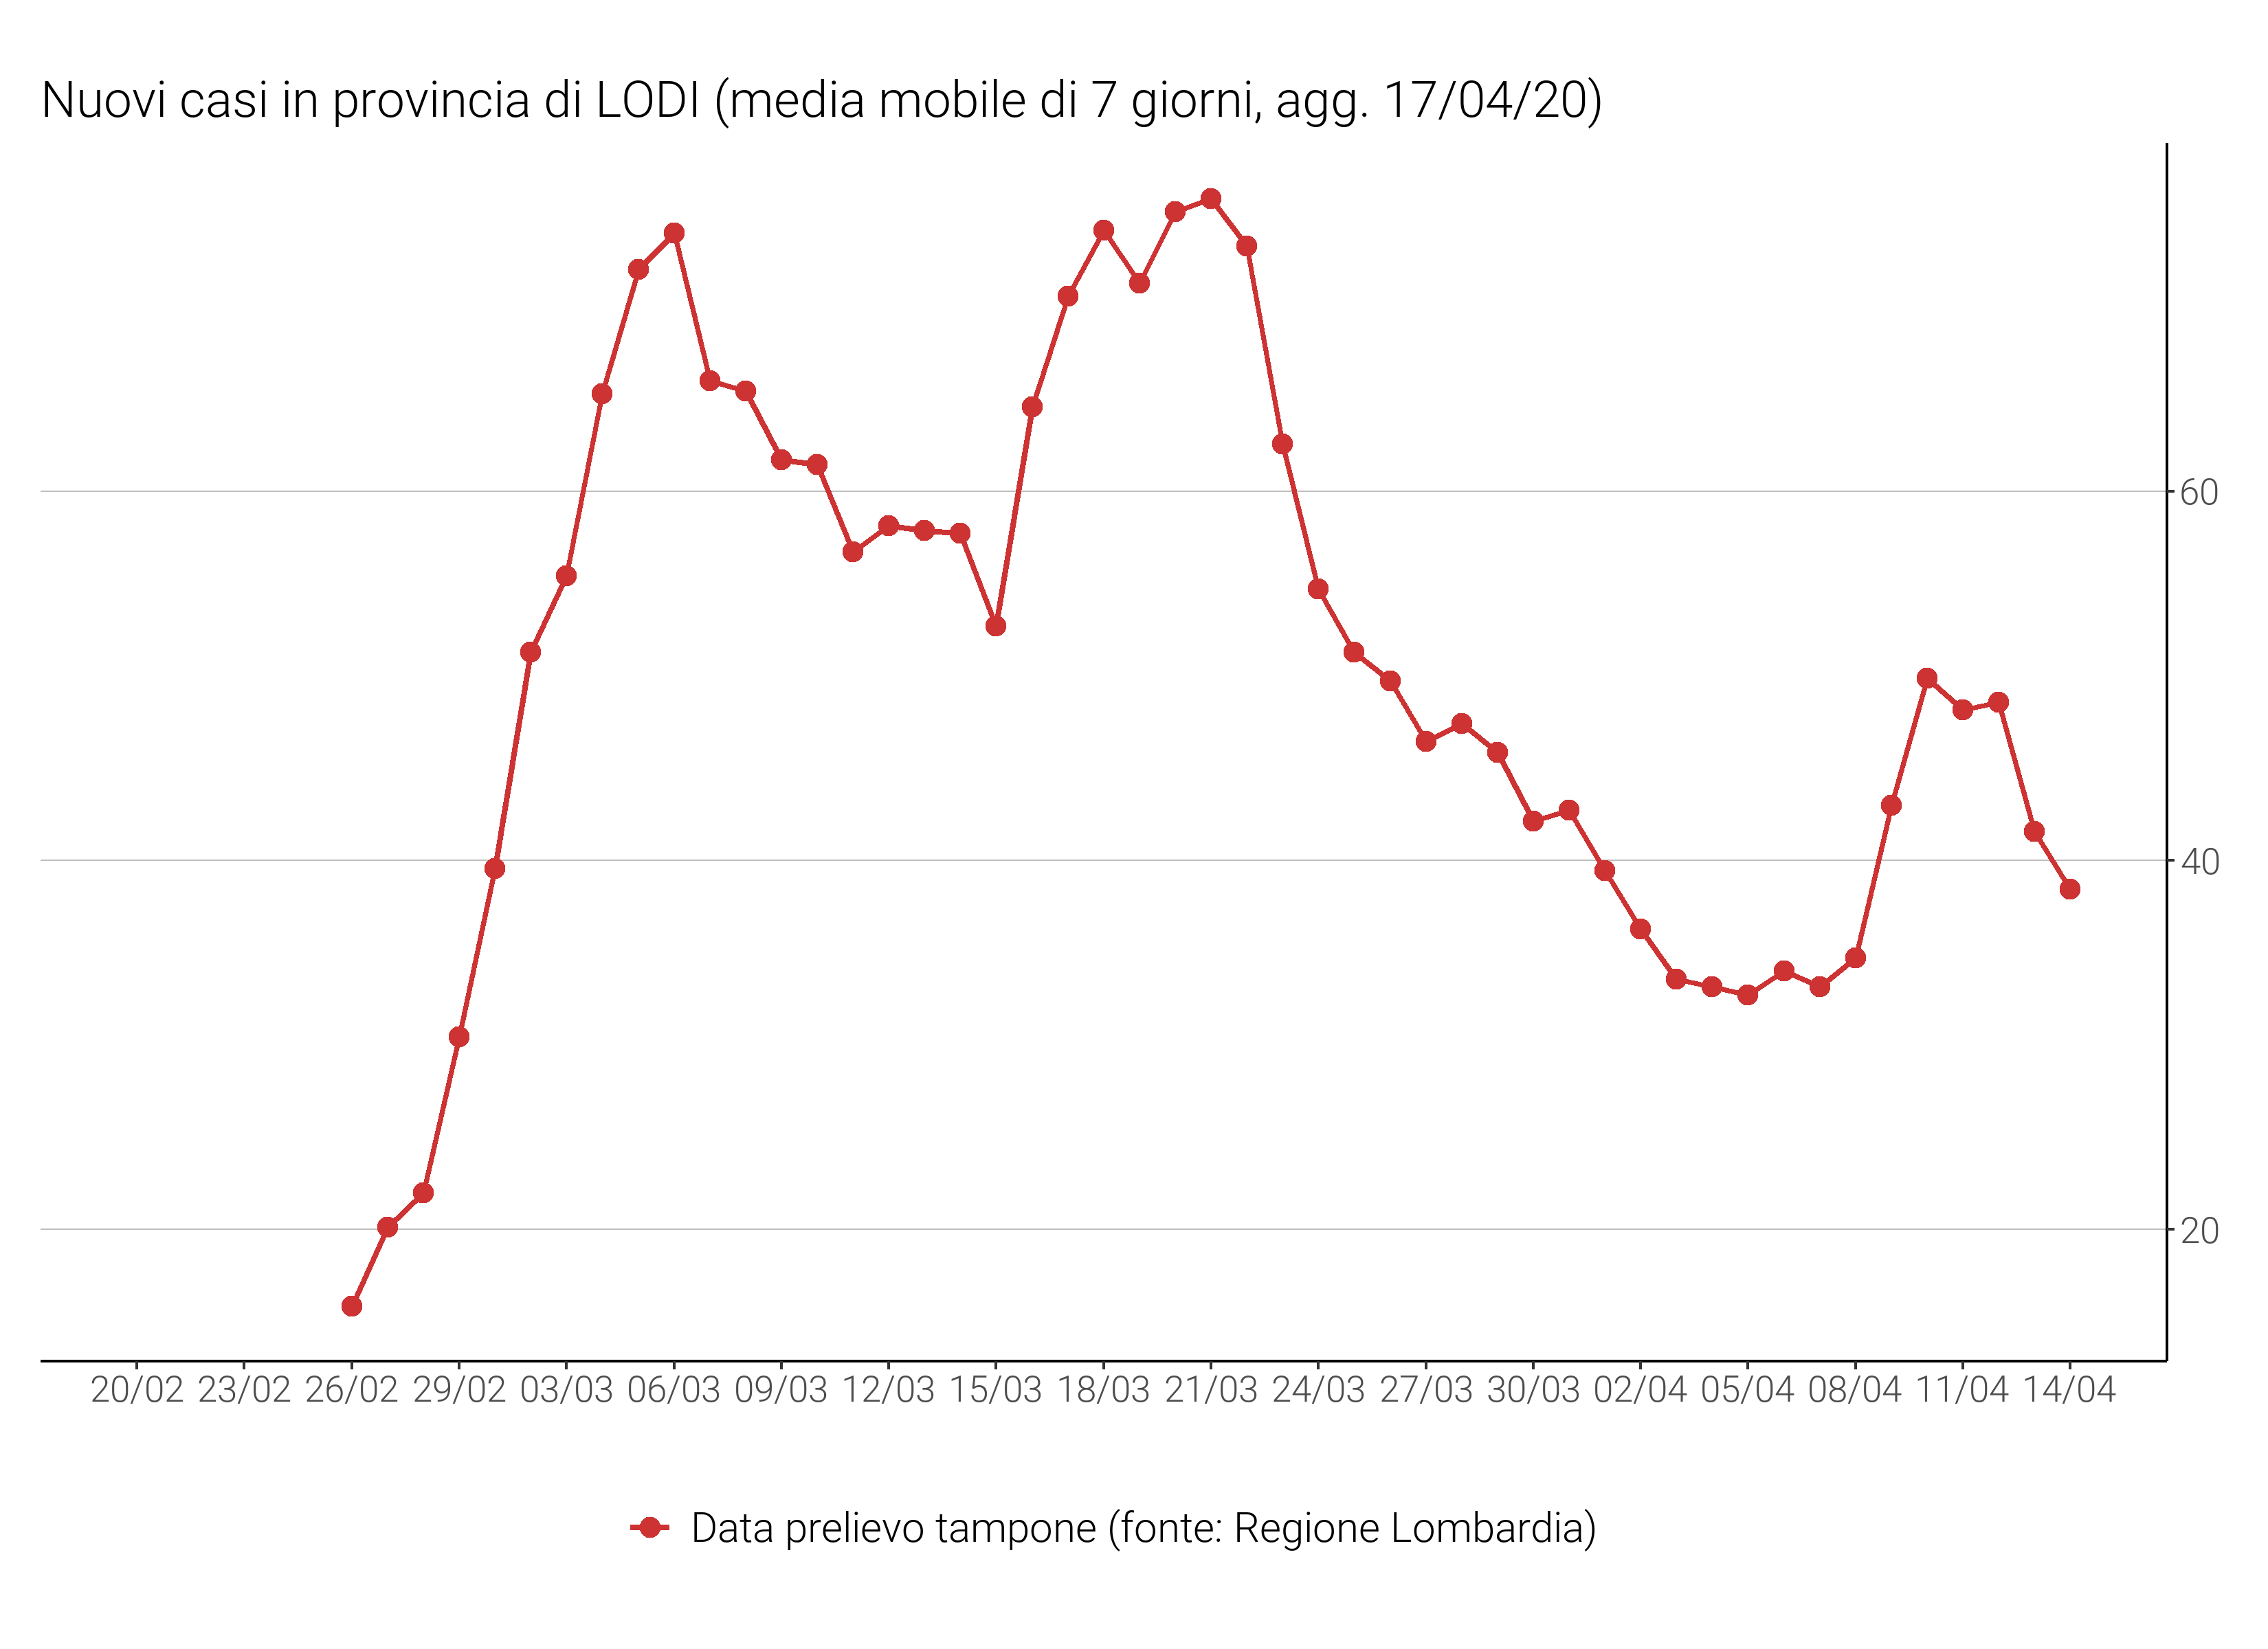 Nuovi casi in provincia di LODI (media mobile di 7 giorni, agg. 17/04/20)
60
40
20
20/02 23/02 26/02 29/02 03/03 06/03 09/03 12/03 15/03 18/03 21/03 24/03 27/03 30/03 02/04 05/04 08/04 11/04 14/04
Data prelievo tampone (fonte: Regione Lombardia)